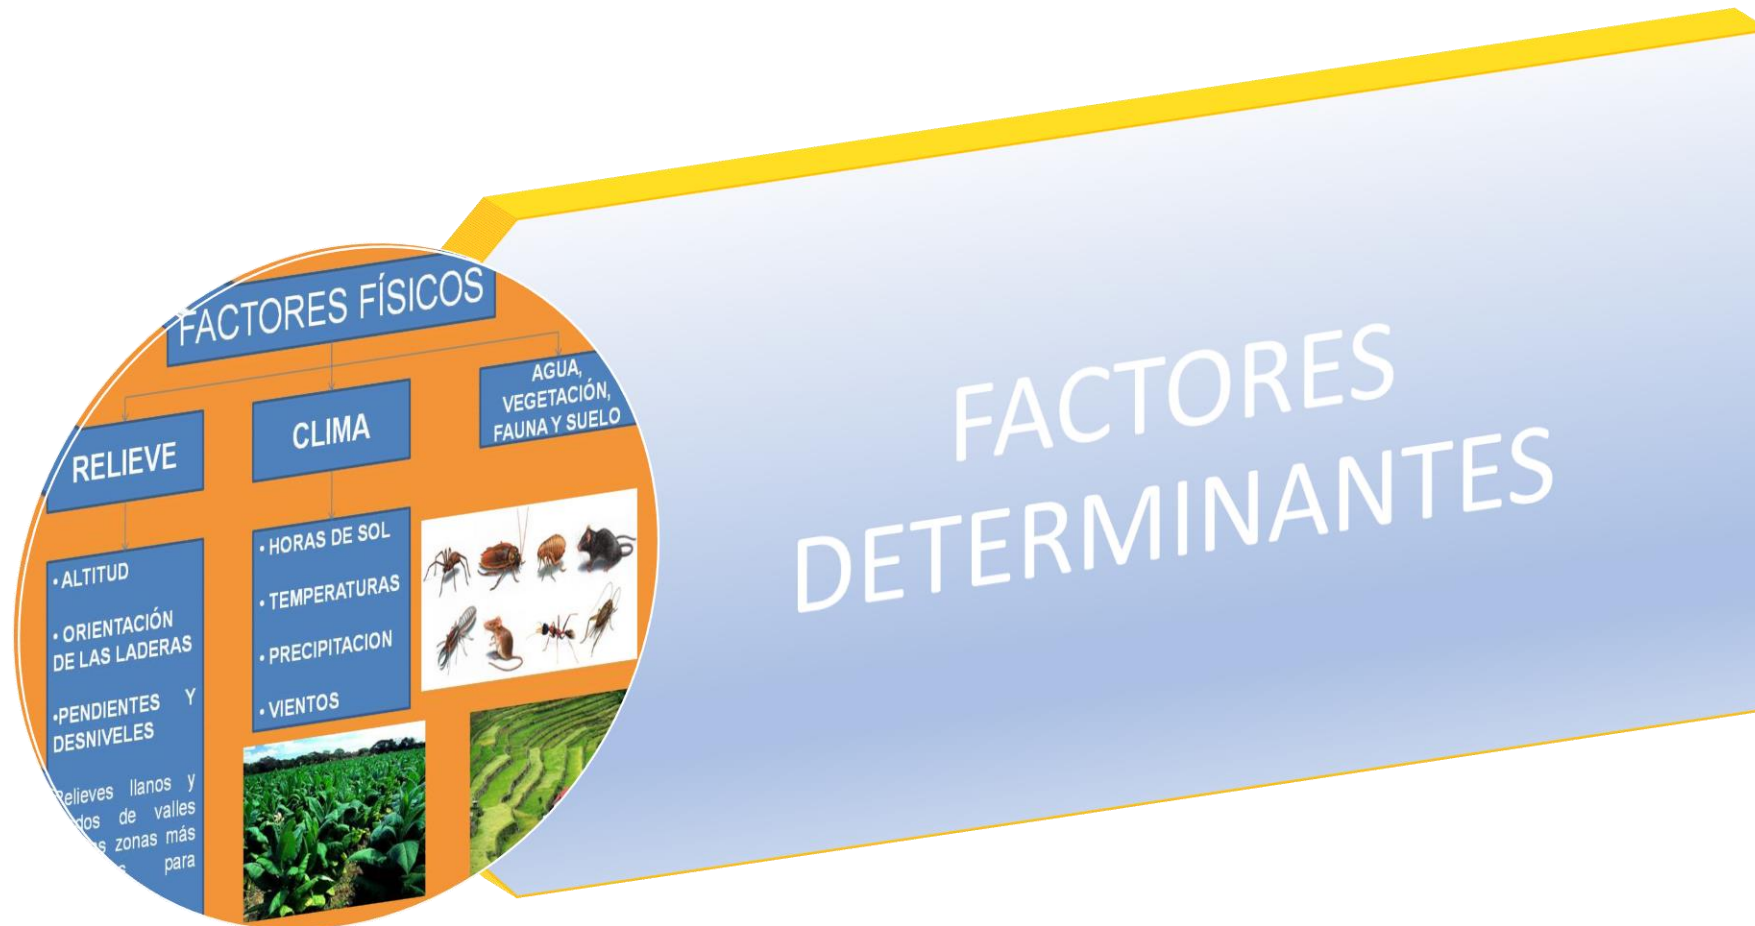 FACTORES FÍSICOS
RELIEVE
CLIMA
AGUA,
VEGETACIÓN,
FAUNA Y SUELO
• ALTITUD
• ORIENTACIÓN
DE LAS LADERAS
•PENDIENTES Y
DESNIVELES
llanos y
de valles
zonas más
para
• HORAS DE SOL
• TEMPERATURAS
• PRECIPITACION
• VIENTOS
FACTORES
DETERMINANTES